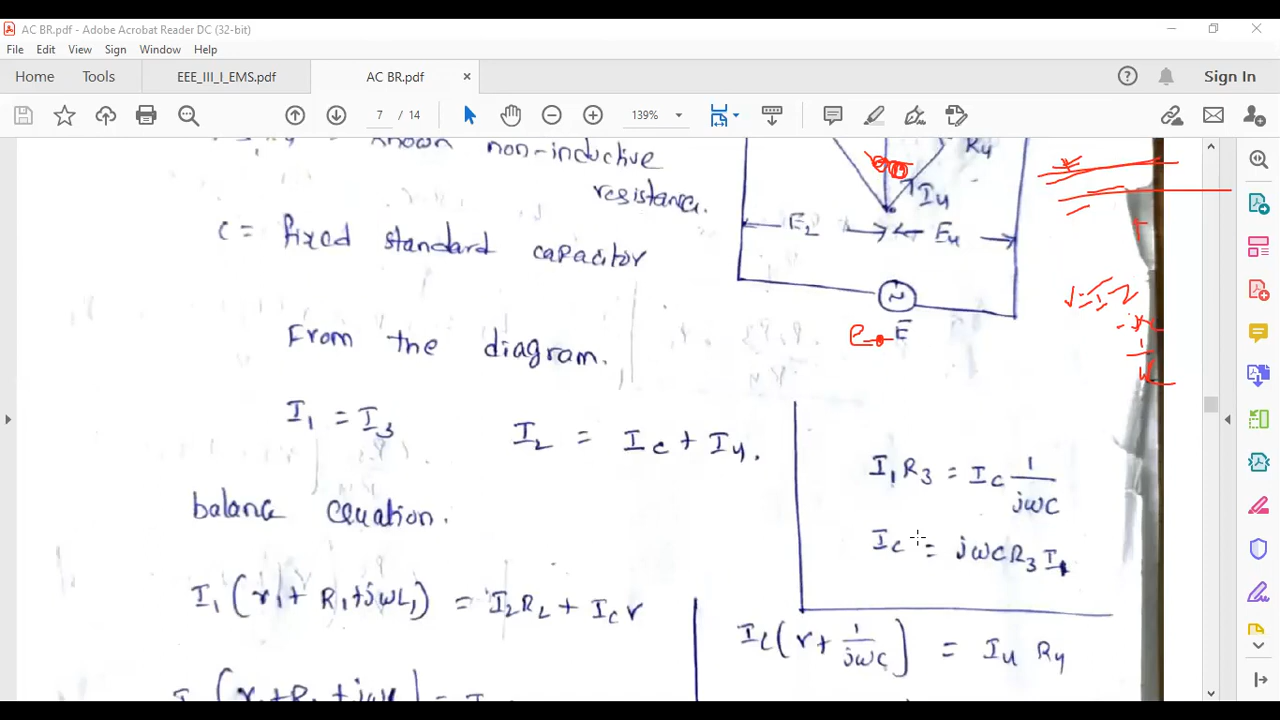 AC BR.pdf - Adobe Acrobat Reader DC (32-bit)
File Edit View Sign Window Help
Home Tools EEE_III_I_EMS.pdf AC BR.pdf × Sign In
7 / 14 139%
known non-inductive
resistance.
R4
I4
C = fixed standard capacitor
E2 E4
E
From the diagram.
I1 = I3 I2 = Ic + I4.
I1R3 = Ic 1/jωC
Ic = jωCR3 I1
balance equation.
I1(r1 + R1 + jωL1) = I2R2 + Ic r
Ic(r + 1/jωC) = I4 R4